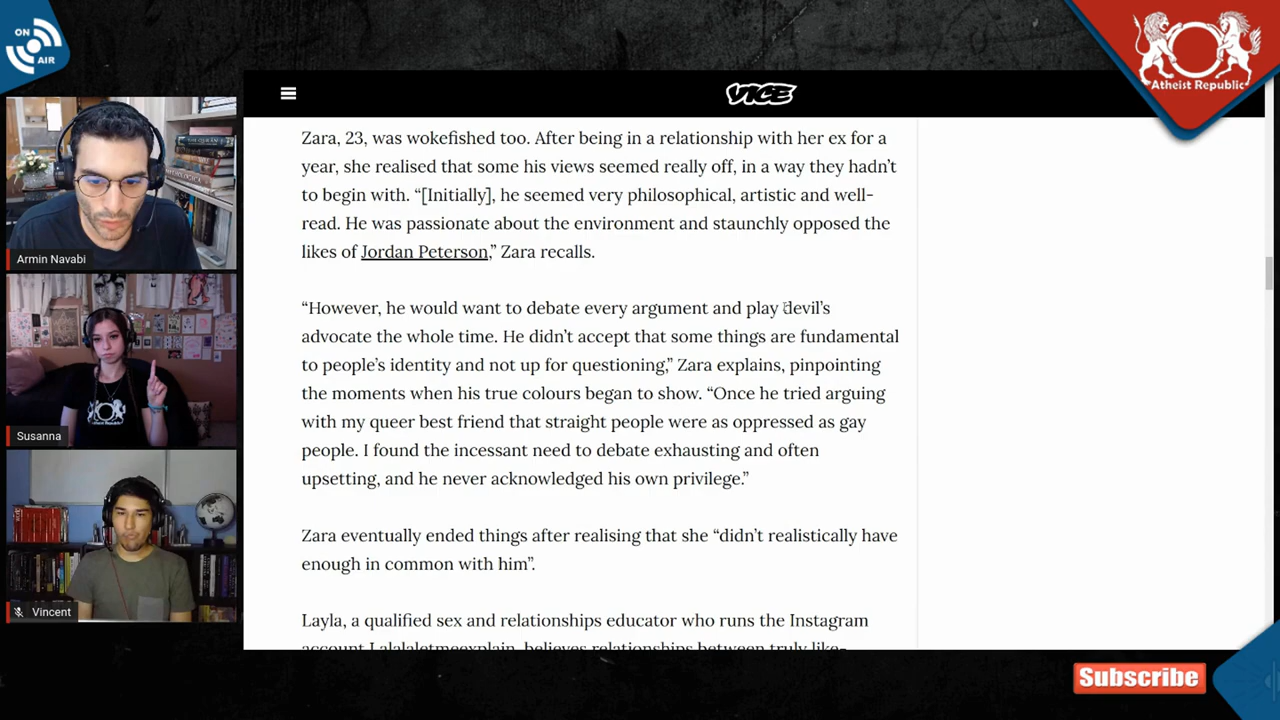 ON
AIR
VICE
Atheist Republic
Zara, 23, was wokefished too. After being in a relationship with her ex for a
year, she realised that some his views seemed really off, in a way they hadn't
to begin with. “[Initially], he seemed very philosophical, artistic and well-
read. He was passionate about the environment and staunchly opposed the
likes of Jordan Peterson,” Zara recalls.
“However, he would want to debate every argument and play devil's
advocate the whole time. He didn't accept that some things are fundamental
to people's identity and not up for questioning,” Zara explains, pinpointing
the moments when his true colours began to show. “Once he tried arguing
with my queer best friend that straight people were as oppressed as gay
people. I found the incessant need to debate exhausting and often
upsetting, and he never acknowledged his own privilege.”
Zara eventually ended things after realising that she “didn't realistically have
enough in common with him”.
Layla, a qualified sex and relationships educator who runs the Instagram
account Lalalaletmeexplain, believes relationships between truly like-
Armin Navabi
Susanna
Vincent
Subscribe